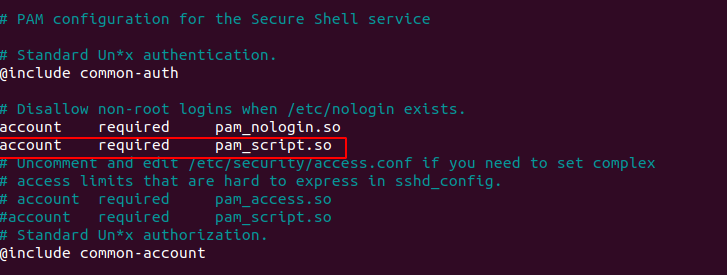 # PAM configuration for the Secure Shell service
# Standard Un*x authentication.
@include common-auth
# Disallow non-root logins when /etc/nologin exists.
account required pam_nologin.so
account required pam_script.so
# Uncomment and edit /etc/security/access.conf if you need to set complex
# access limits that are hard to express in sshd_config.
# account required pam_access.so
#account required pam_script.so
# Standard Un*x authorization.
@include common-account